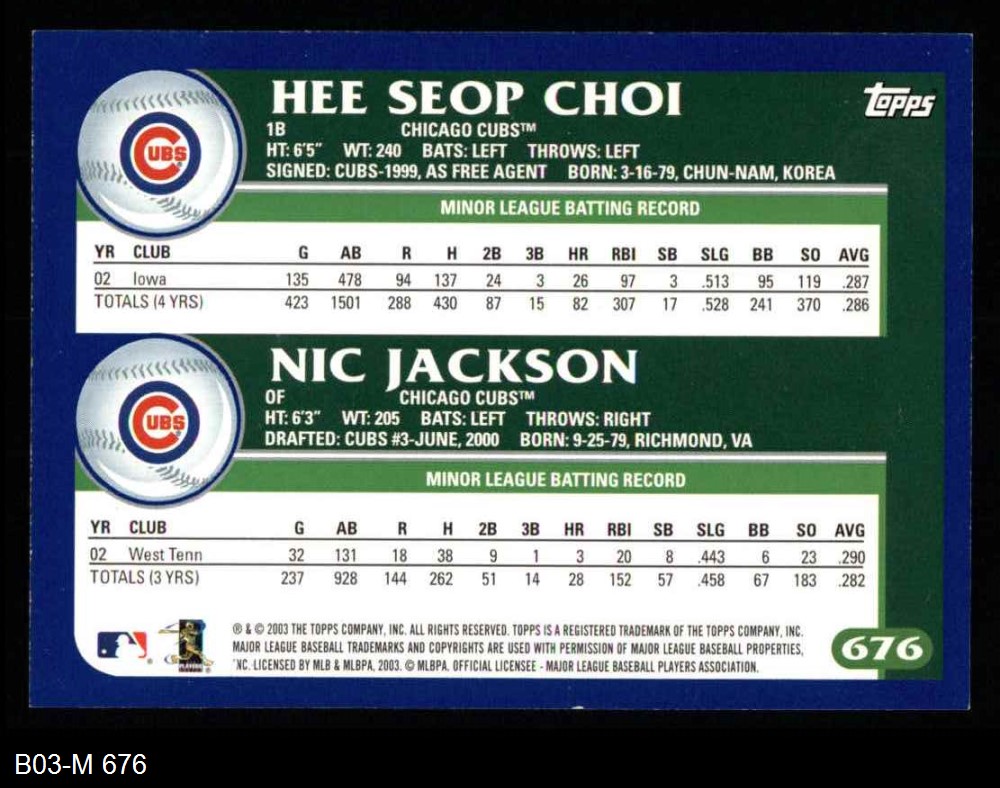 HEE SEOP CHOI
TOPPS
1B CHICAGO CUBS™
HT: 6'5" WT: 240 BATS: LEFT THROWS: LEFT
SIGNED: CUBS-1999, AS FREE AGENT BORN: 3-16-79, CHUN-NAM, KOREA
CUBS
MINOR LEAGUE BATTING RECORD
YR CLUB G AB R H 2B 3B HR RBI SB SLG BB SO AVG
02 Iowa 135 478 94 137 24 3 26 97 3 .513 95 119 .287
TOTALS (4 YRS) 423 1501 288 430 87 15 82 307 17 .528 241 370 .286
NIC JACKSON
OF CHICAGO CUBS™
HT: 6'3" WT: 205 BATS: LEFT THROWS: RIGHT
DRAFTED: CUBS #3-JUNE, 2000 BORN: 9-25-79, RICHMOND, VA
CUBS
MINOR LEAGUE BATTING RECORD
YR CLUB G AB R H 2B 3B HR RBI SB SLG BB SO AVG
02 West Tenn 32 131 18 38 9 1 3 20 8 .443 6 23 .290
TOTALS (3 YRS) 237 928 144 262 51 14 28 152 57 .458 67 183 .282
® & © 2003 THE TOPPS COMPANY, INC. ALL RIGHTS RESERVED. TOPPS IS A REGISTERED TRADEMARK OF THE TOPPS COMPANY, INC.
MAJOR LEAGUE BASEBALL TRADEMARKS AND COPYRIGHTS ARE USED WITH PERMISSION OF MAJOR LEAGUE BASEBALL PROPERTIES,
'NC. LICENSED BY MLB & MLBPA, 2003. © MLBPA. OFFICIAL LICENSEE - MAJOR LEAGUE BASEBALL PLAYERS ASSOCIATION.
676
B03-M 676